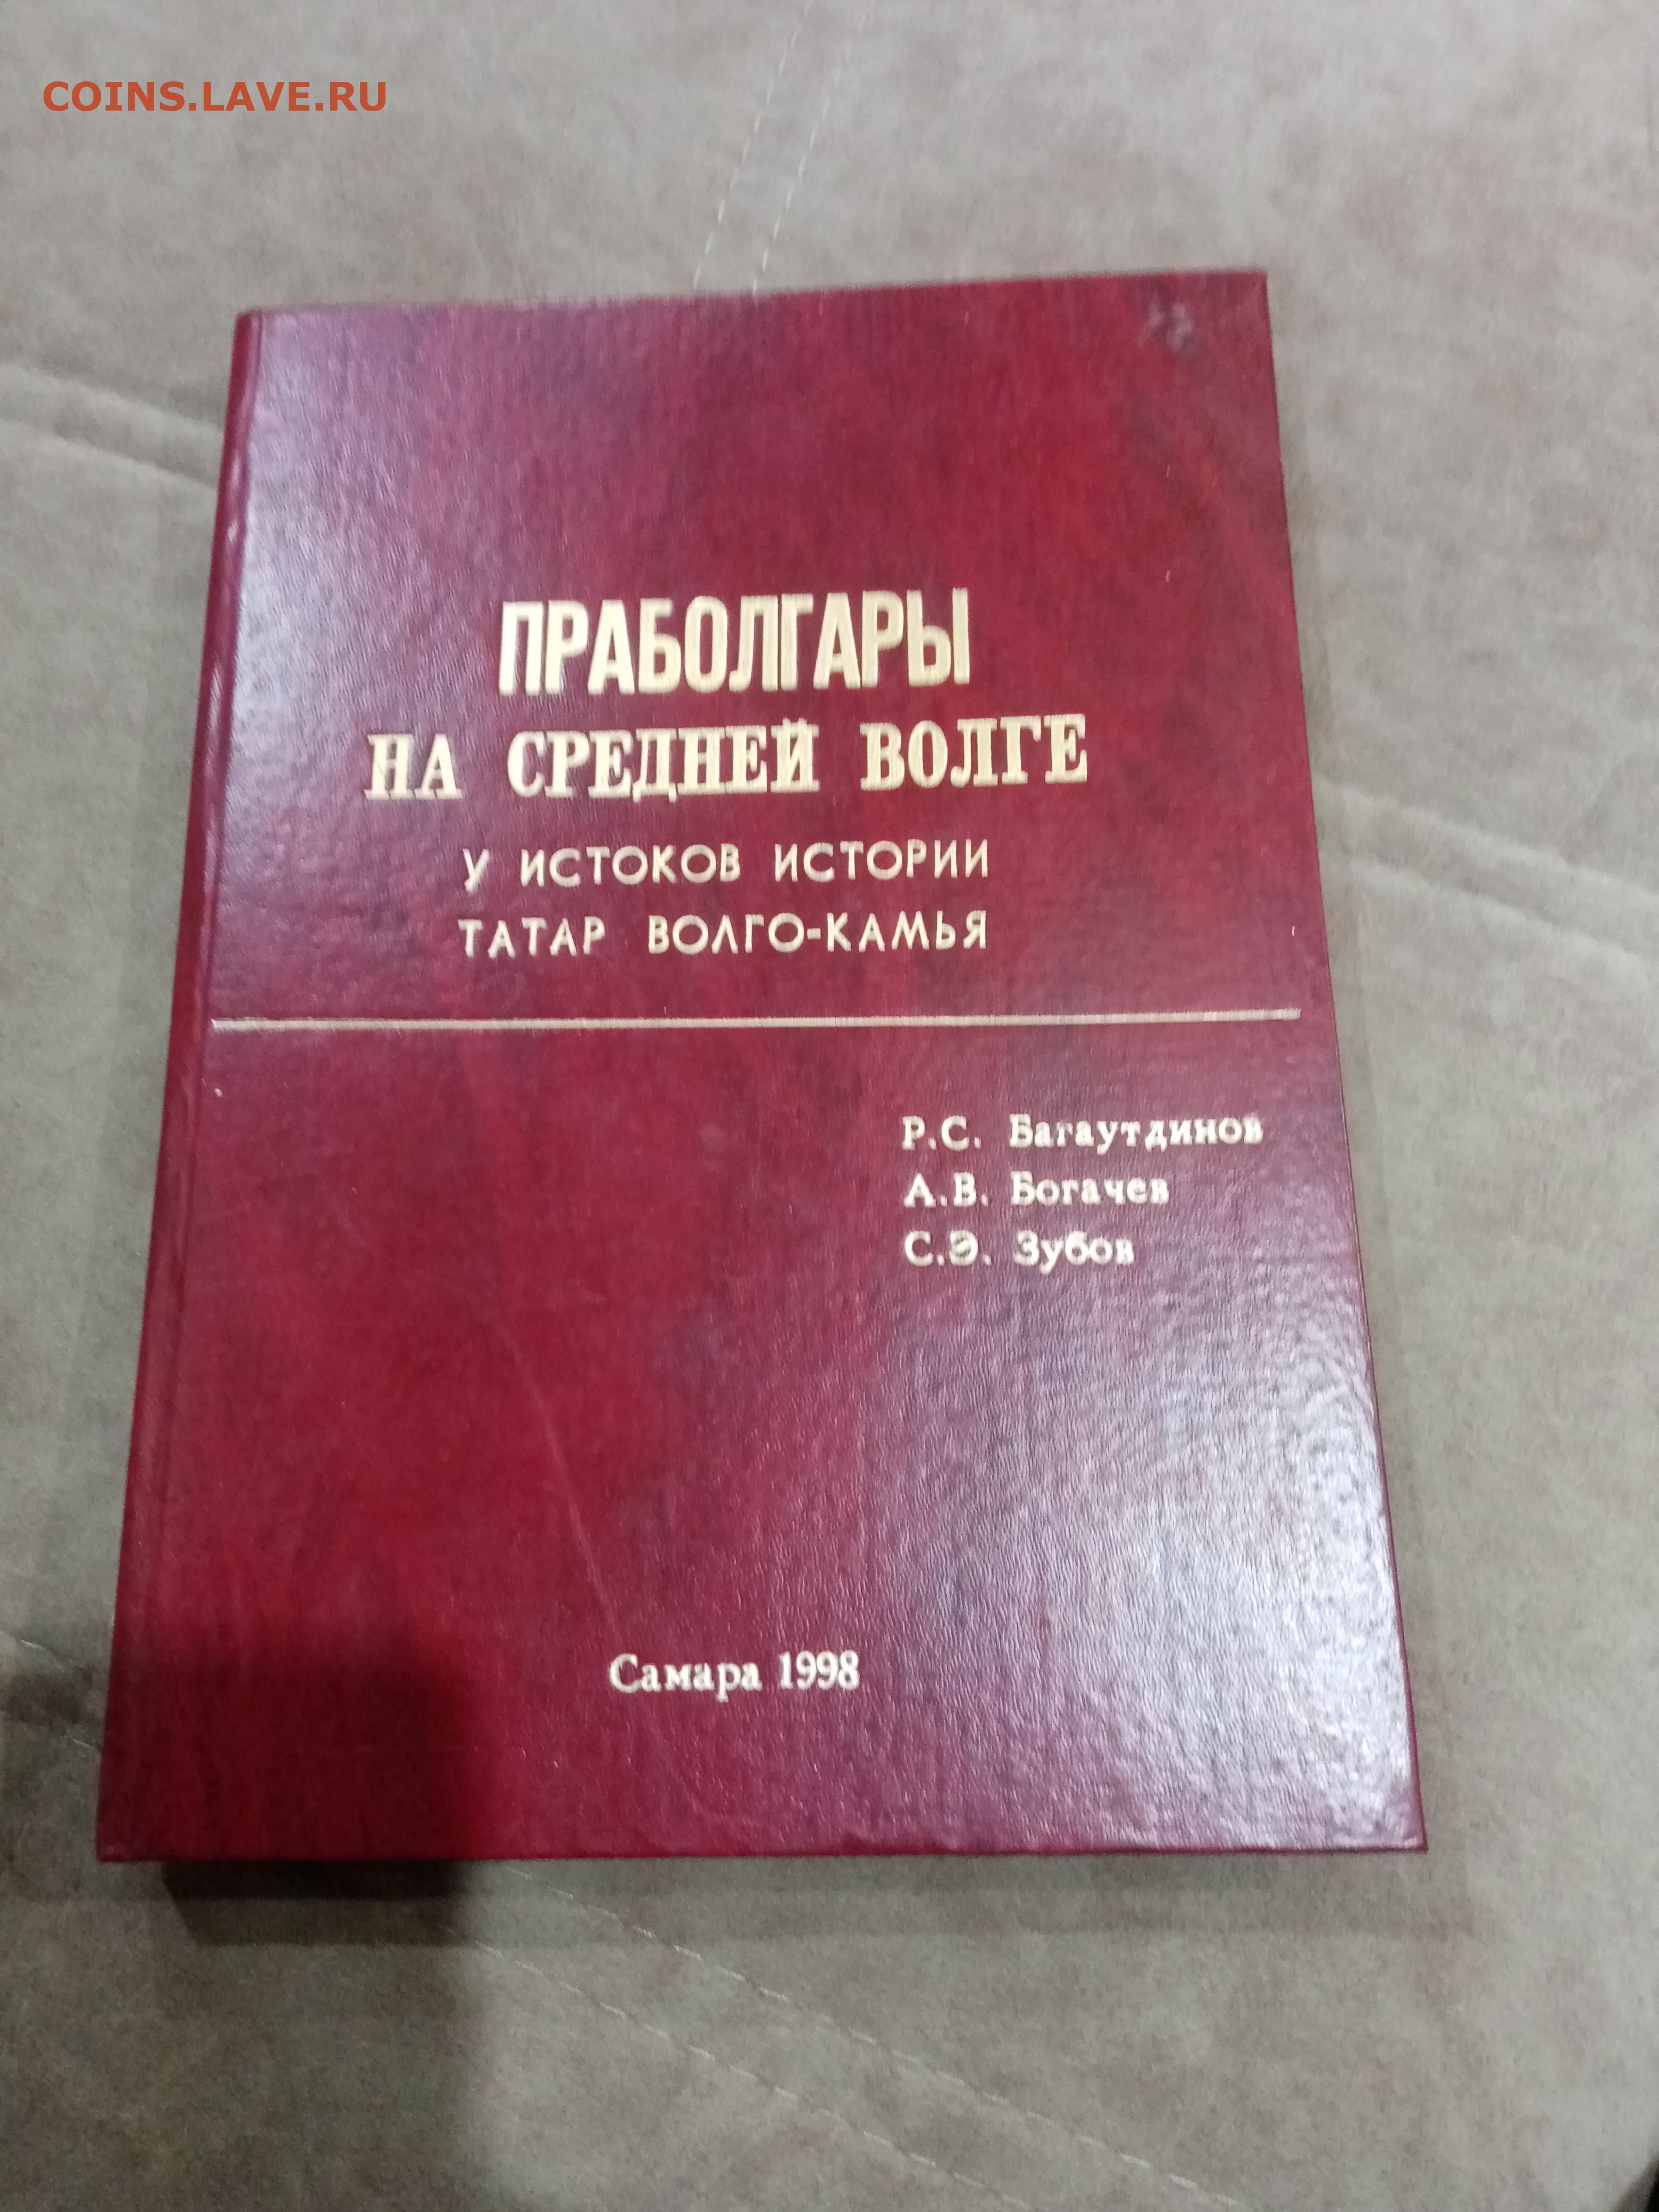 COINS.LAVE.RU
ПРАБОЛГАРЫ
НА СРЕДНЕЙ ВОЛГЕ
У ИСТОКОВ ИСТОРИИ
ТАТАР ВОЛГО-КАМЬЯ
Р.С. Багаутдинов
А.В. Богачев
С.Э. Зубов
Самара 1998